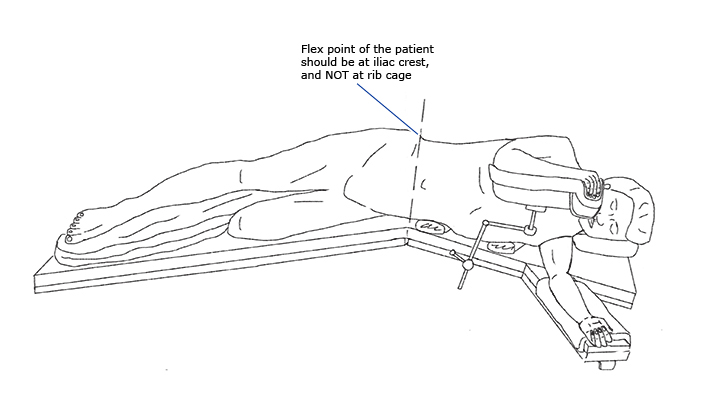 Flex point of the patient
should be at iliac crest,
and NOT at rib cage